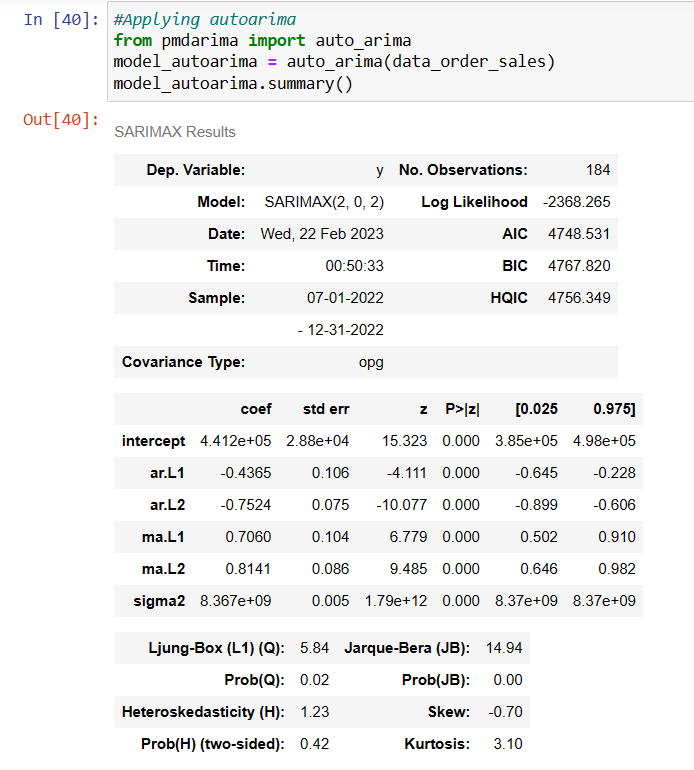 In [40]: #Applying autoarima
from pmdarima import auto_arima
model_autoarima = auto_arima(data_order_sales)
model_autoarima.summary()
Out[40]:
SARIMAX Results
Dep. Variable: y No. Observations: 184
Model: SARIMAX(2, 0, 2) Log Likelihood -2368.265
Date: Wed, 22 Feb 2023 AIC 4748.531
Time: 00:50:33 BIC 4767.820
Sample: 07-01-2022 HQIC 4756.349
- 12-31-2022
Covariance Type: opg
coef std err z P>|z| [0.025 0.975]
intercept 4.412e+05 2.88e+04 15.323 0.000 3.85e+05 4.98e+05
ar.L1 -0.4365 0.106 -4.111 0.000 -0.645 -0.228
ar.L2 -0.7524 0.075 -10.077 0.000 -0.899 -0.606
ma.L1 0.7060 0.104 6.779 0.000 0.502 0.910
ma.L2 0.8141 0.086 9.485 0.000 0.646 0.982
sigma2 8.367e+09 0.005 1.79e+12 0.000 8.37e+09 8.37e+09
Ljung-Box (L1) (Q): 5.84 Jarque-Bera (JB): 14.94
Prob(Q): 0.02 Prob(JB): 0.00
Heteroskedasticity (H): 1.23 Skew: -0.70
Prob(H) (two-sided): 0.42 Kurtosis: 3.10